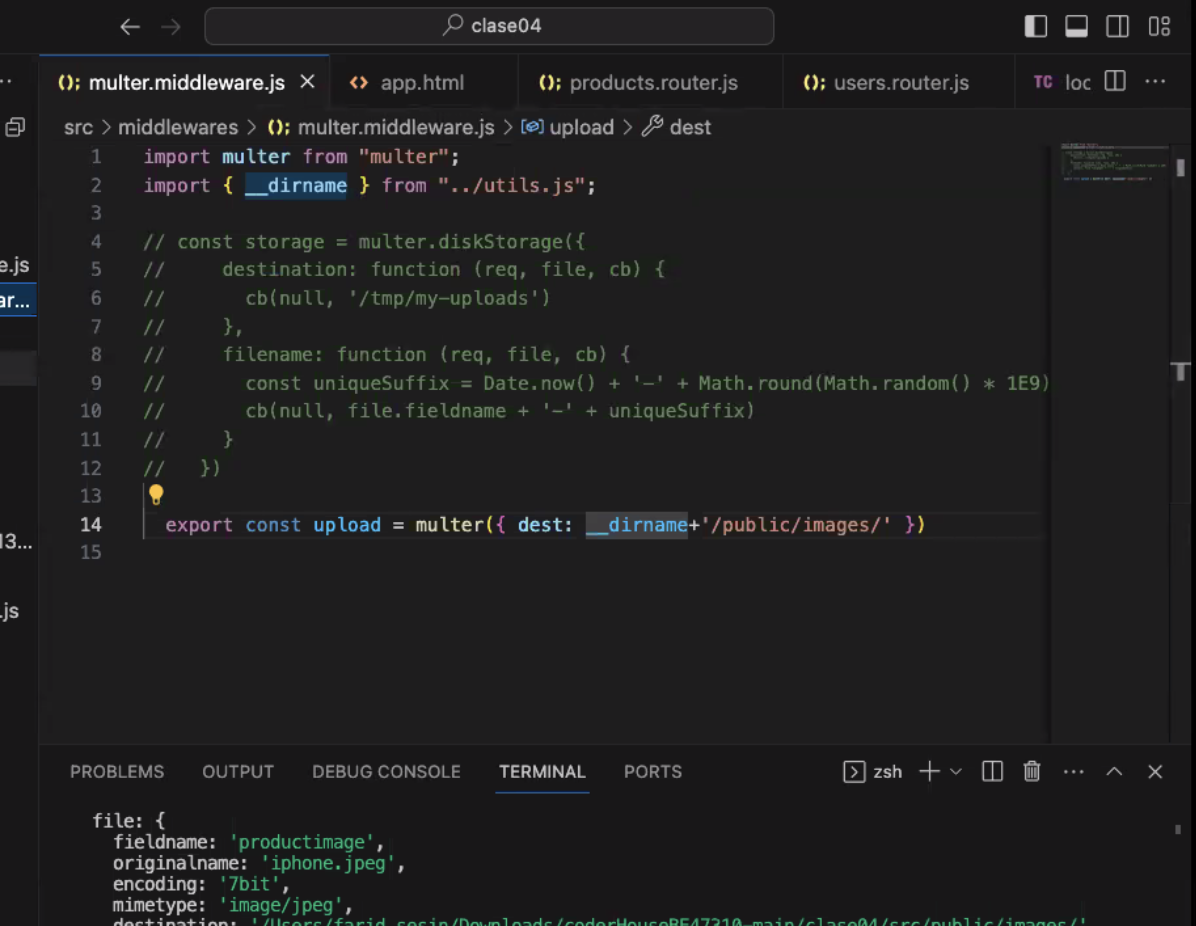 clase04
multer.middleware.js
app.html
products.router.js
users.router.js
TC loc
src > middlewares > multer.middleware.js > upload > dest
1 import multer from "multer";
2 import { __dirname } from "../utils.js";
3
4 // const storage = multer.diskStorage({
5 //     destination: function (req, file, cb) {
6 //       cb(null, '/tmp/my-uploads')
7 //     },
8 //     filename: function (req, file, cb) {
9 //       const uniqueSuffix = Date.now() + '-' + Math.round(Math.random() * 1E9)
10 //       cb(null, file.fieldname + '-' + uniqueSuffix)
11 //     }
12 //   })
13
14 export const upload = multer({ dest: __dirname+'/public/images/' })
15
e.js
ar...
13...
.js
PROBLEMS OUTPUT DEBUG CONSOLE TERMINAL PORTS
zsh
file: {
fieldname: 'productimage',
originalname: 'iphone.jpeg',
encoding: '7bit',
mimetype: 'image/jpeg',
destination: '/Users/farid.sesin/Downloads/coderHouseBE47310-main/clase04/src/public/images/'